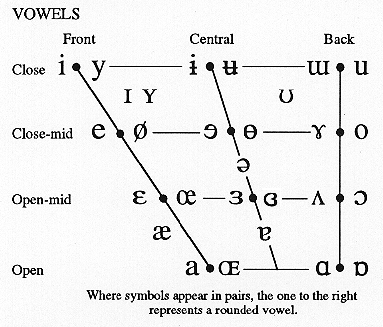 VOWELS
Front Central Back
Close i y ɨ ʉ ɯ u
I Y ʊ
Close-mid e ø ɘ ɵ ɤ o
ə
Open-mid ɛ œ ɜ ɞ ʌ ɔ
æ ɐ
Open a Œ ɑ ɒ
Where symbols appear in pairs, the one to the right
represents a rounded vowel.